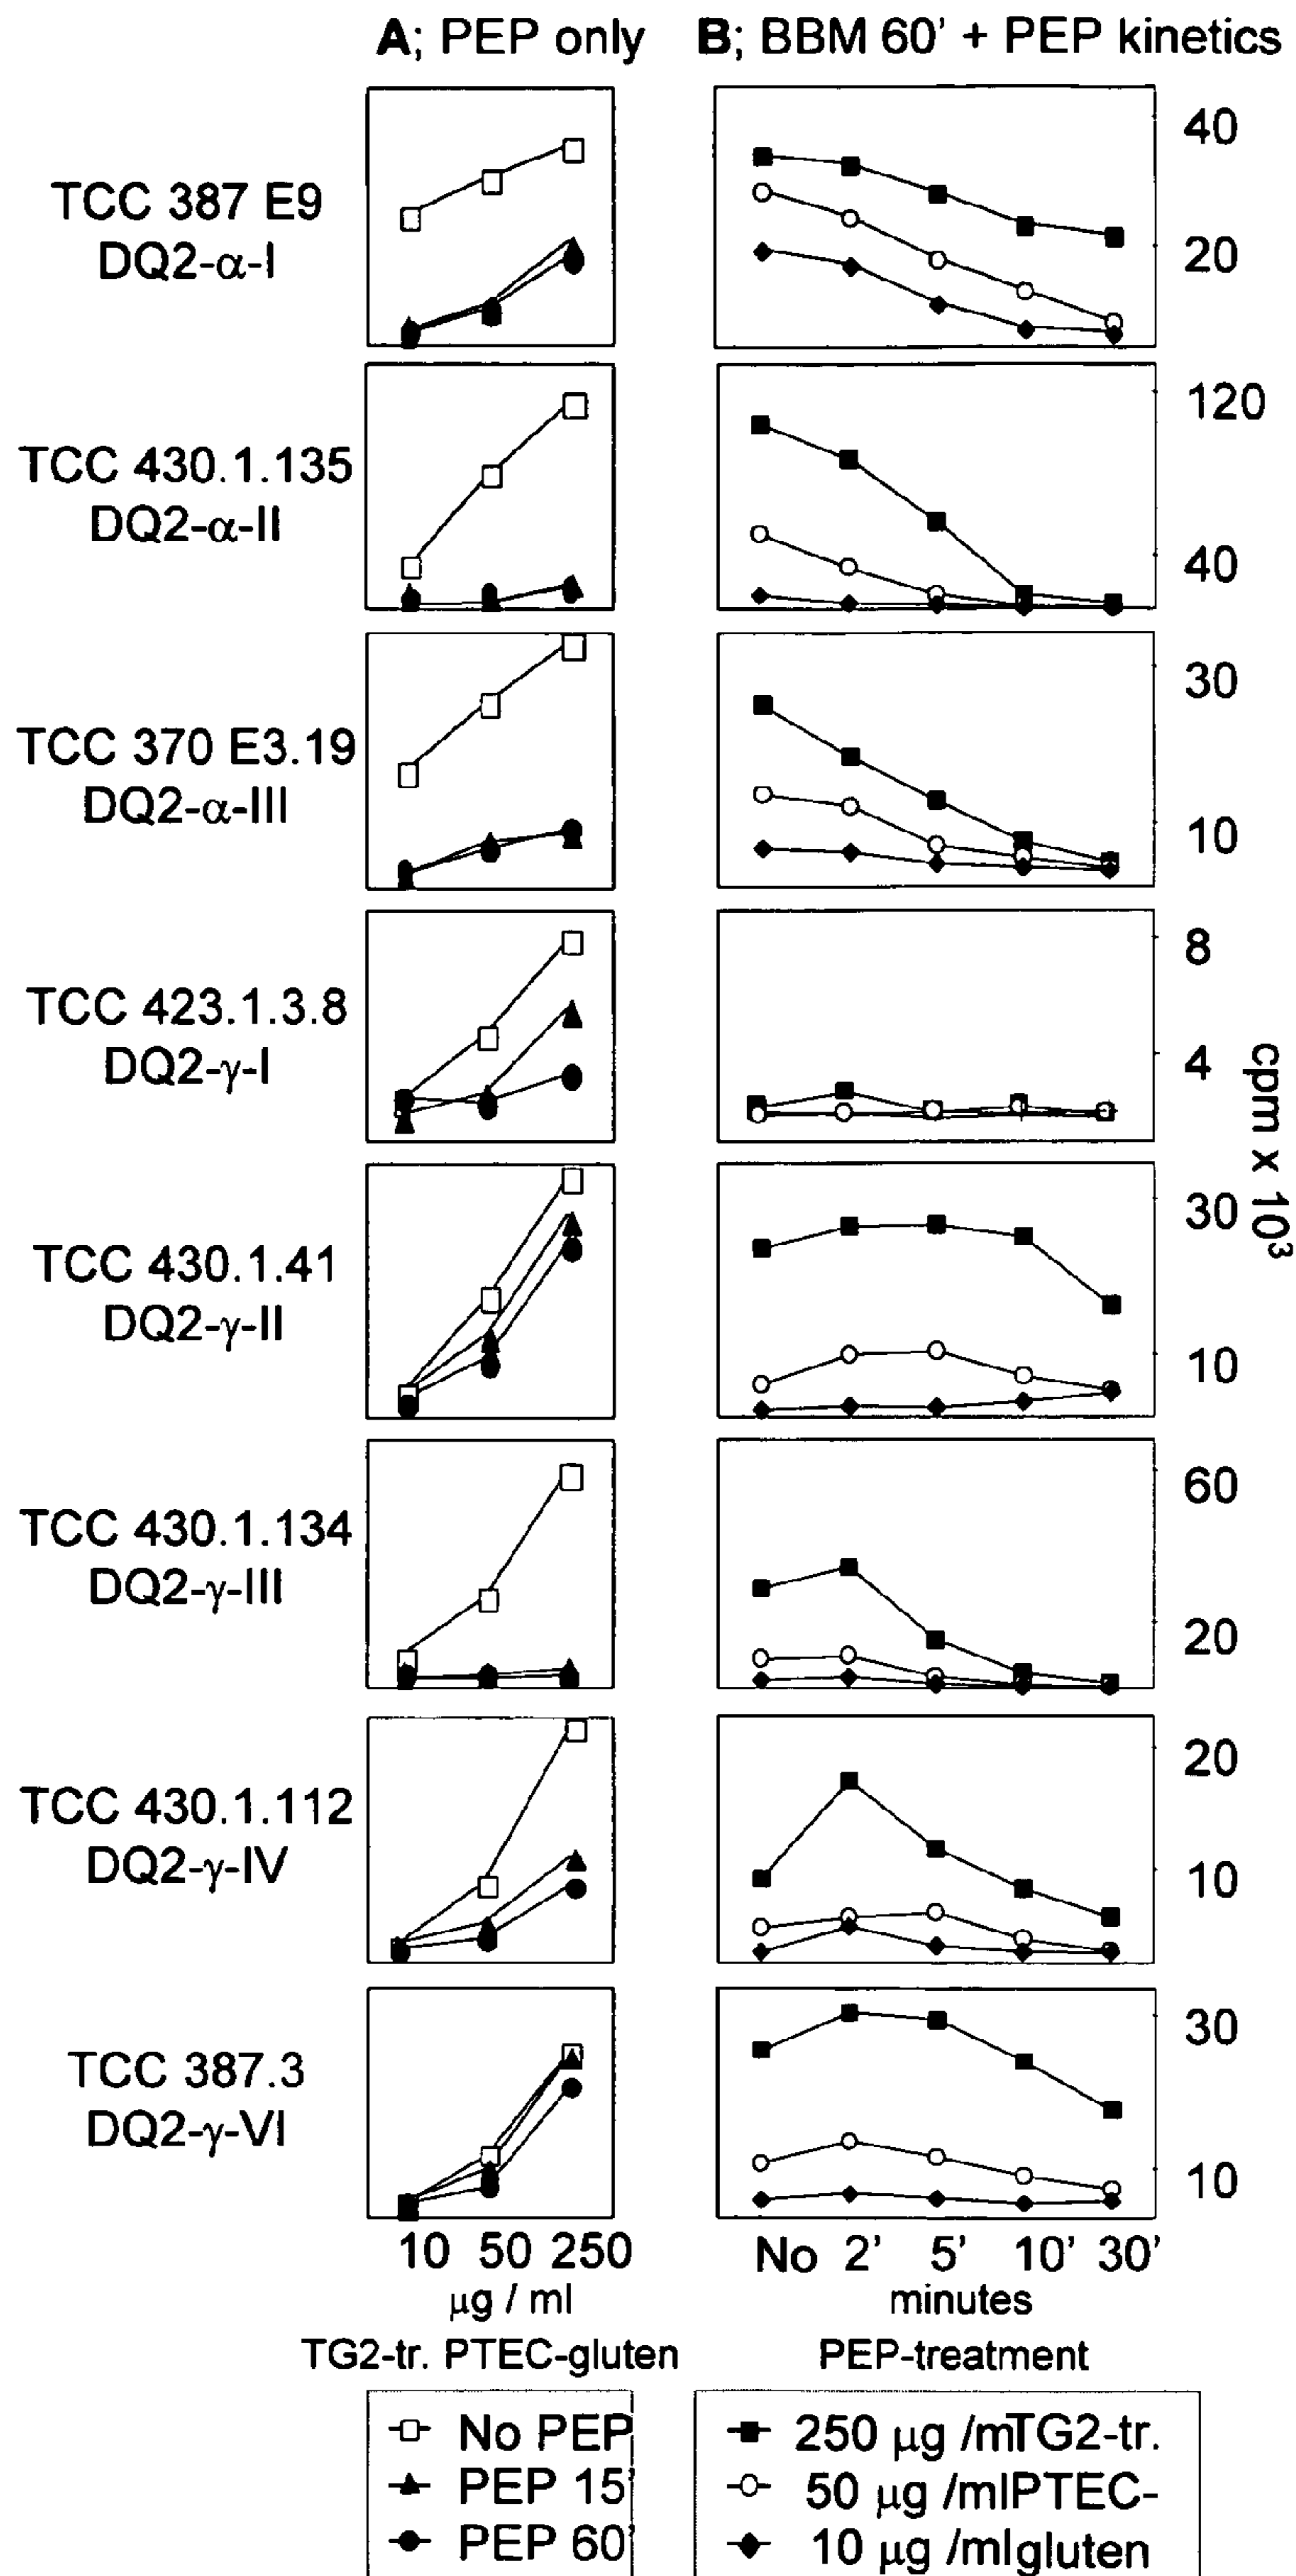 A; PEP only
B; BBM 60' + PEP kinetics
TCC 387 E9
DQ2-α-I
40
20
TCC 430.1.135
DQ2-α-II
120
40
TCC 370 E3.19
DQ2-α-III
30
10
TCC 423.1.3.8
DQ2-γ-I
8
4
cpm x 10³
TCC 430.1.41
DQ2-γ-II
30
10
TCC 430.1.134
DQ2-γ-III
60
20
TCC 430.1.112
DQ2-γ-IV
20
10
TCC 387.3
DQ2-γ-VI
30
10
10 50 250
µg / ml
TG2-tr. PTEC-gluten
No 2' 5' 10' 30'
minutes
PEP-treatment
No PEP
PEP 15'
PEP 60'
250 µg /mTG2-tr.
50 µg /mlPTEC-
10 µg /mlgluten